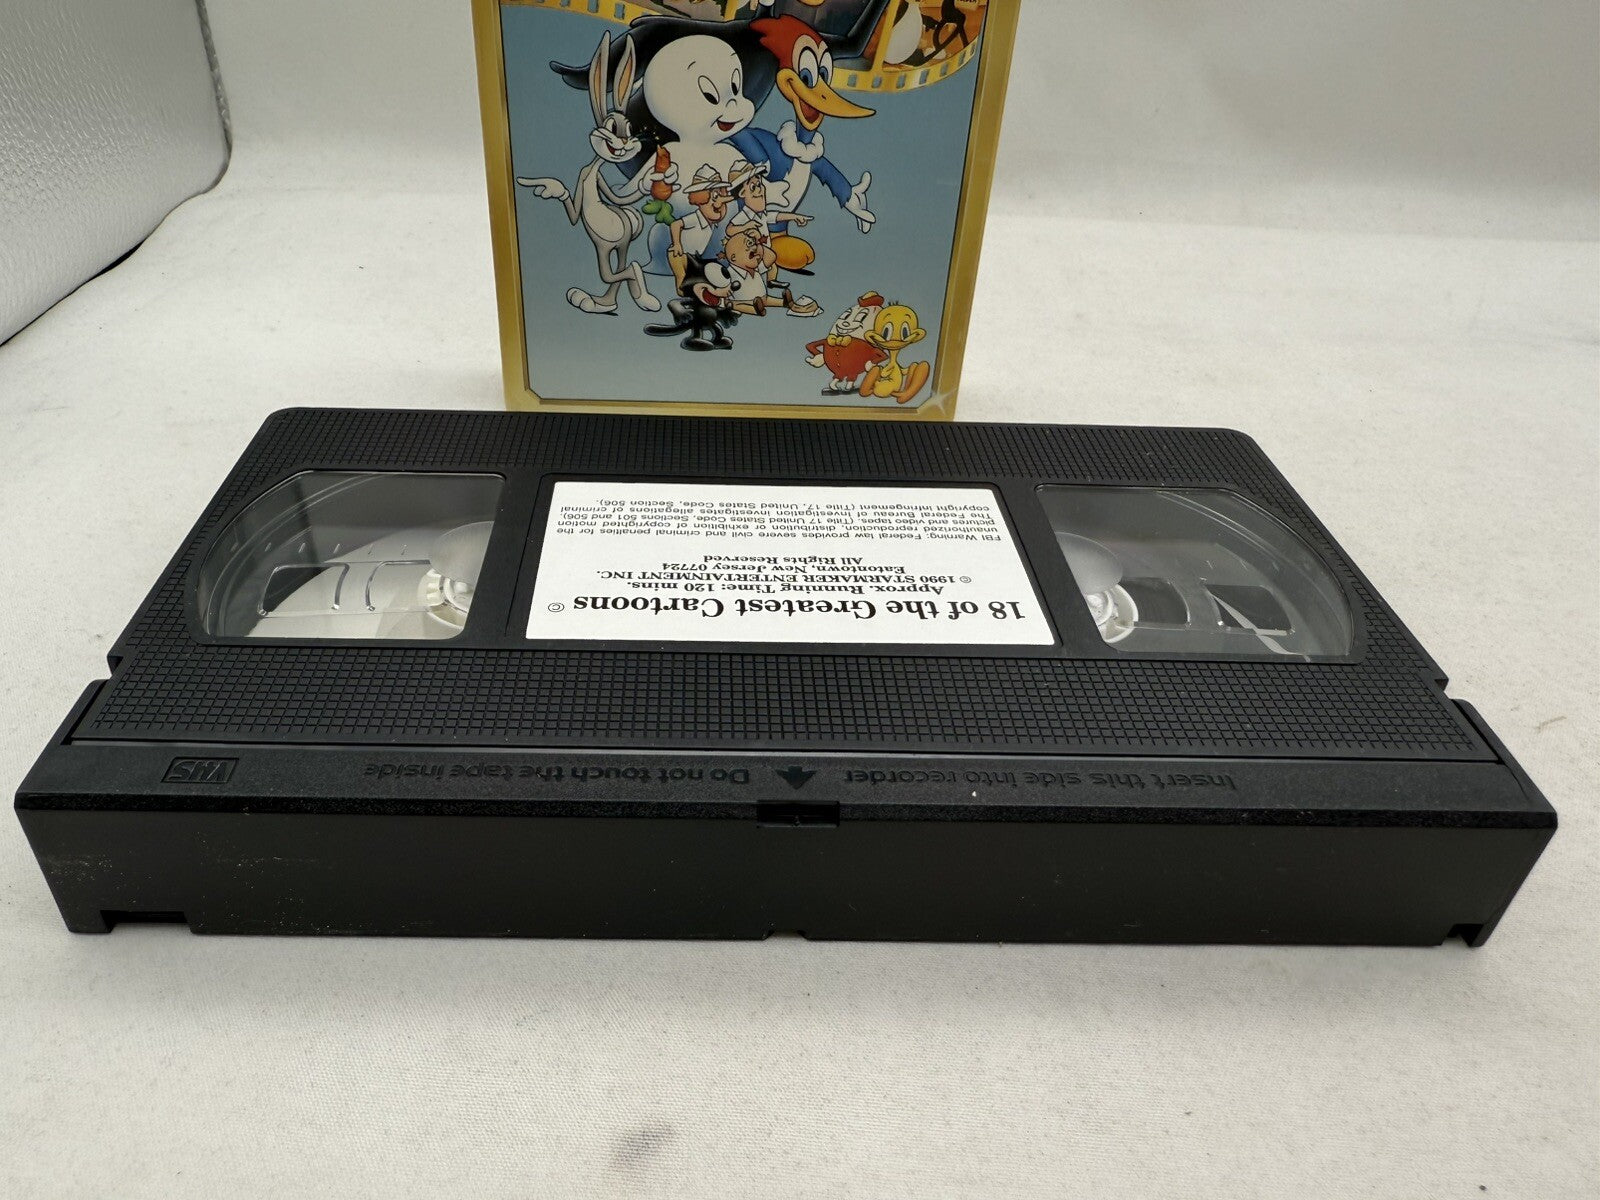 18 of the Greatest Cartoons ©
Approx. Running Time: 120 mins.
© 1990 STARMAKER ENTERTAINMENT INC.
Eatontown, New Jersey 07724
All Rights Reserved
FBI Warning: Federal law provides severe civil and criminal penalties for the
unauthorized reproduction, distribution or exhibition of copyrighted motion
pictures and video tapes, (Title 17 United States Code, Sections 501 and 506)
The Federal Bureau of Investigation investigates allegations of criminal
copyright infringement (Title 17, United States Code, Section 506).
Insert this side into recorder
Do not touch the tape inside
VHS